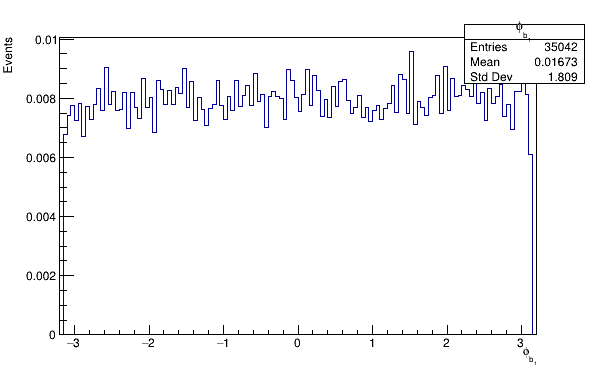 ϕ_b₁
Entries 35042
Mean 0.01673
Std Dev 1.809
Events
0.01
0.008
0.006
0.004
0.002
0
−3 −2 −1 0 1 2 3
ϕ_b₁